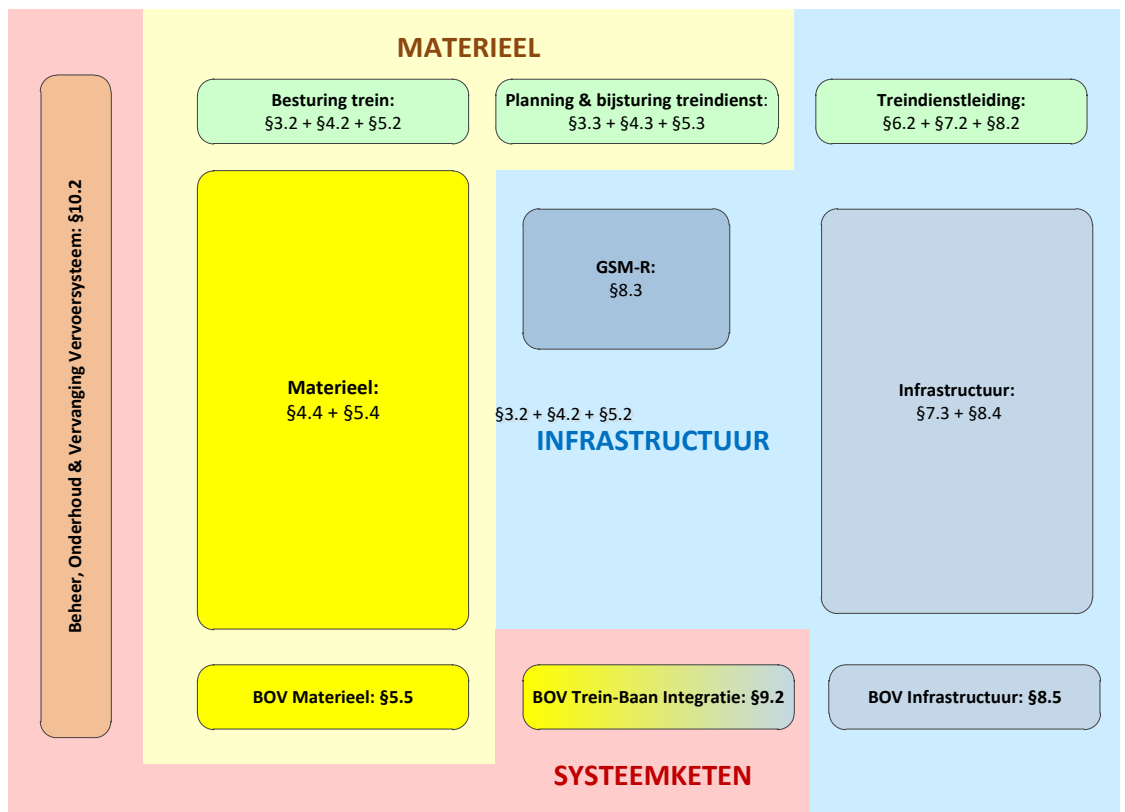 MATERIEEL
Besturing trein:
§3.2 + §4.2 + §5.2
Planning & bijsturing treindienst:
§3.3 + §4.3 + §5.3
Treindienstleiding:
§6.2 + §7.2 + §8.2
Beheer, Onderhoud & Vervanging Vervoersysteem: §10.2
GSM-R:
§8.3
Materieel:
§4.4 + §5.4
§3.2 + §4.2 + §5.2
INFRASTRUCTUUR
Infrastructuur:
§7.3 + §8.4
BOV Materieel: §5.5
BOV Trein-Baan Integratie: §9.2
BOV Infrastructuur: §8.5
SYSTEEMKETEN